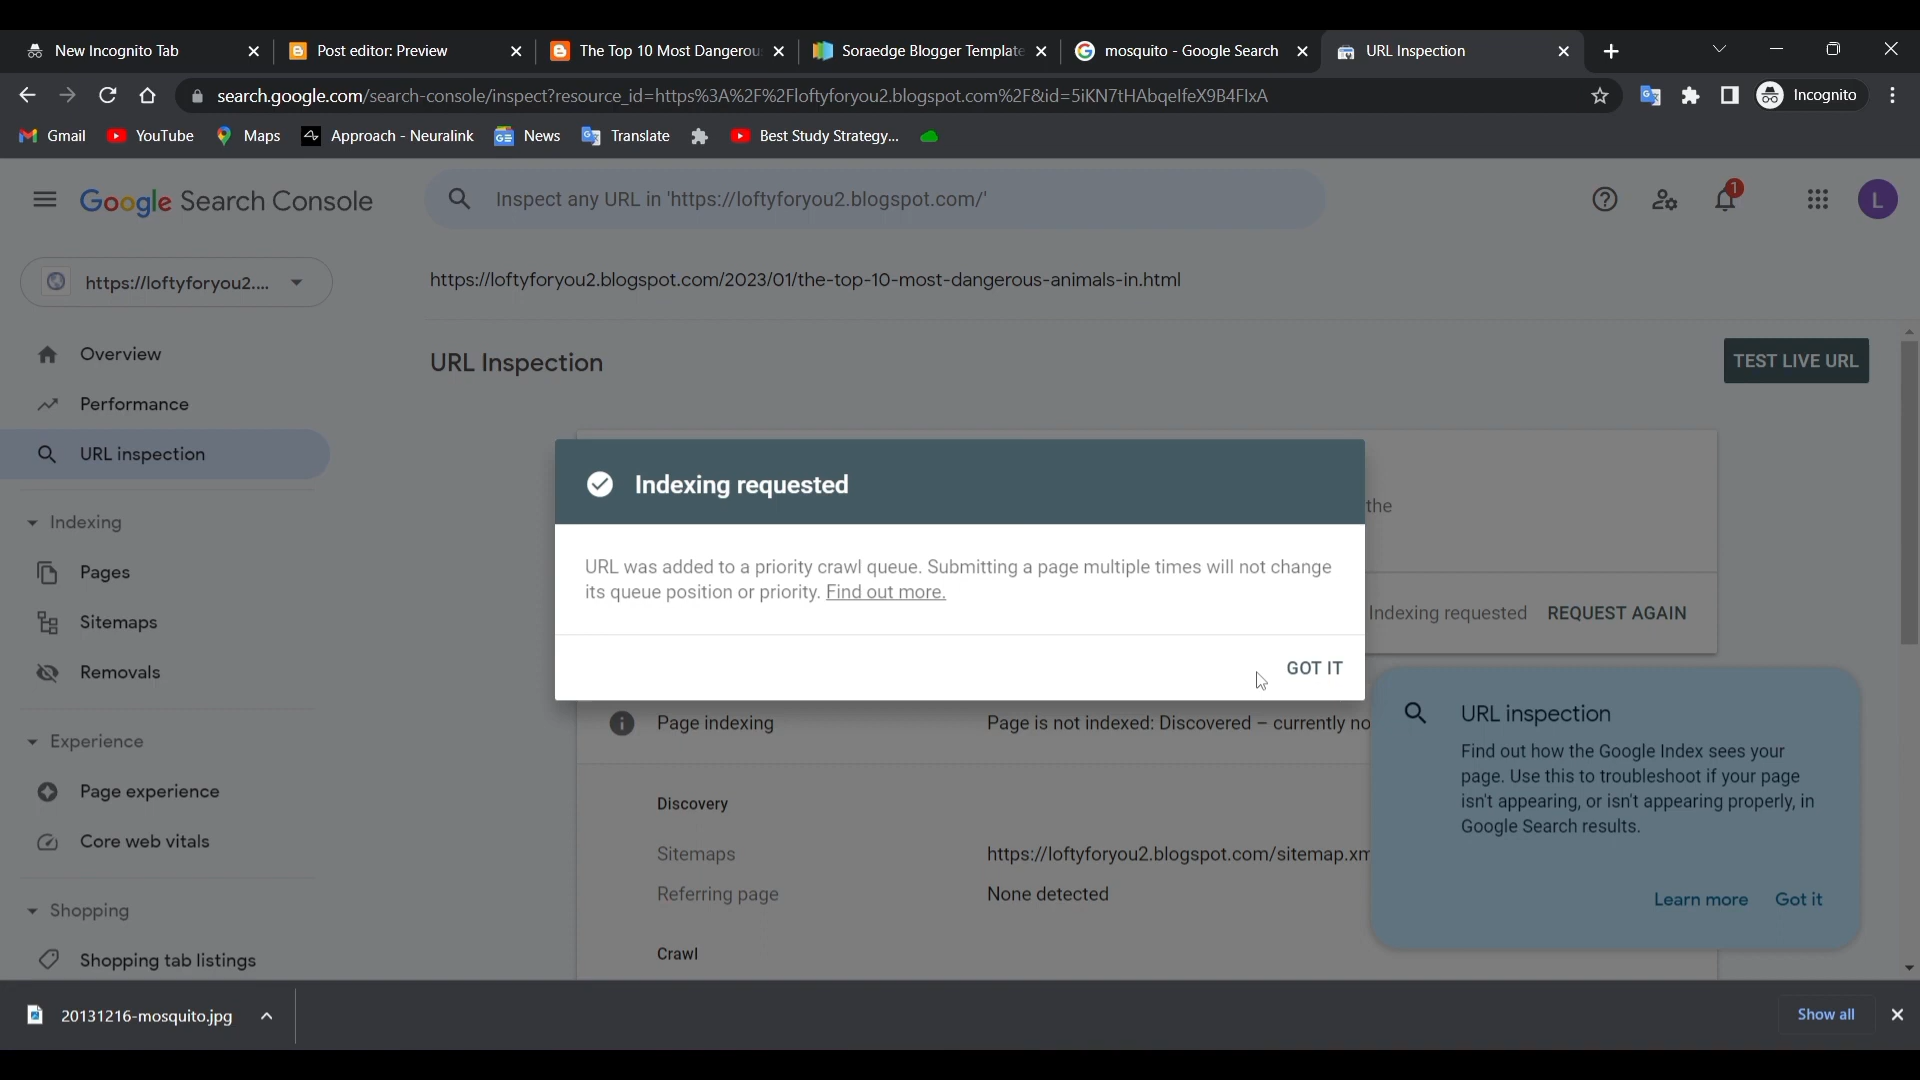 New Incognito Tab
Post editor: Preview
The Top 10 Most Dangerou
Soraedge Blogger Template
mosquito - Google Search
URL Inspection
search.google.com/search-console/inspect?resource_id=https%3A%2F%2Floftyforyou2.blogspot.com%2F&id=5iKN7tHAbqelfeX9B4FlxA
Incognito
Gmail
YouTube
Maps
Approach - Neuralink
News
Translate
Best Study Strategy...
Google Search Console
Inspect any URL in 'https://loftyforyou2.blogspot.com/'
1
L
https://loftyforyou2....
https://loftyforyou2.blogspot.com/2023/01/the-top-10-most-dangerous-animals-in.html
Overview
Performance
URL inspection
Indexing
Pages
Sitemaps
Removals
Experience
Page experience
Core web vitals
Shopping
Shopping tab listings
URL Inspection
TEST LIVE URL
Indexing requested
URL was added to a priority crawl queue. Submitting a page multiple times will not change
its queue position or priority. Find out more.
GOT IT
the
Indexing requested REQUEST AGAIN
Page indexing
Page is not indexed: Discovered – currently no
Discovery
Sitemaps
https://loftyforyou2.blogspot.com/sitemap.xm
Referring page
None detected
Crawl
URL inspection
Find out how the Google Index sees your
page. Use this to troubleshoot if your page
isn't appearing, or isn't appearing properly, in
Google Search results.
Learn more
Got it
20131216-mosquito.jpg
Show all